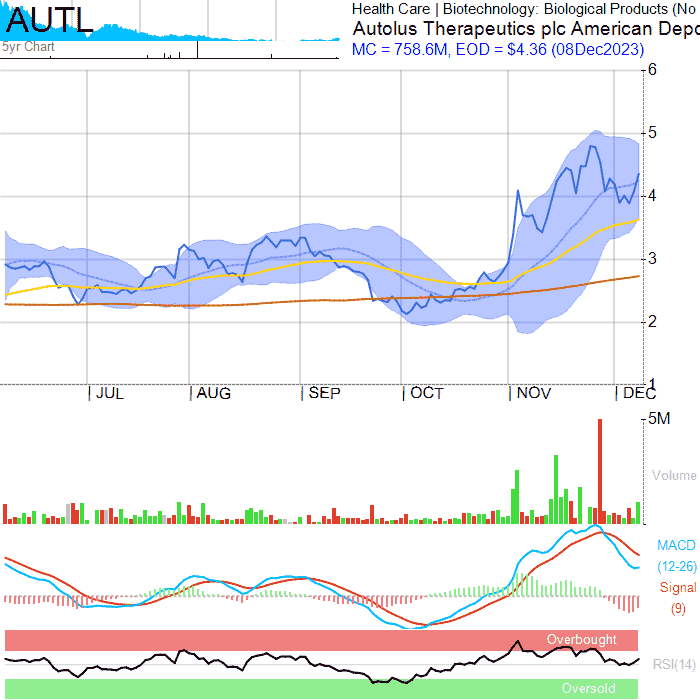 AUTL
5yr Chart
Health Care | Biotechnology: Biological Products (No
Autolus Therapeutics plc American Depo
MC = 758.6M, EOD = $4.36 (08Dec2023)
6
5
4
3
2
1
JUL AUG SEP OCT NOV DEC
5M
Volume
MACD
(12-26)
Signal
(9)
Overbought
RSI(14)
Oversold